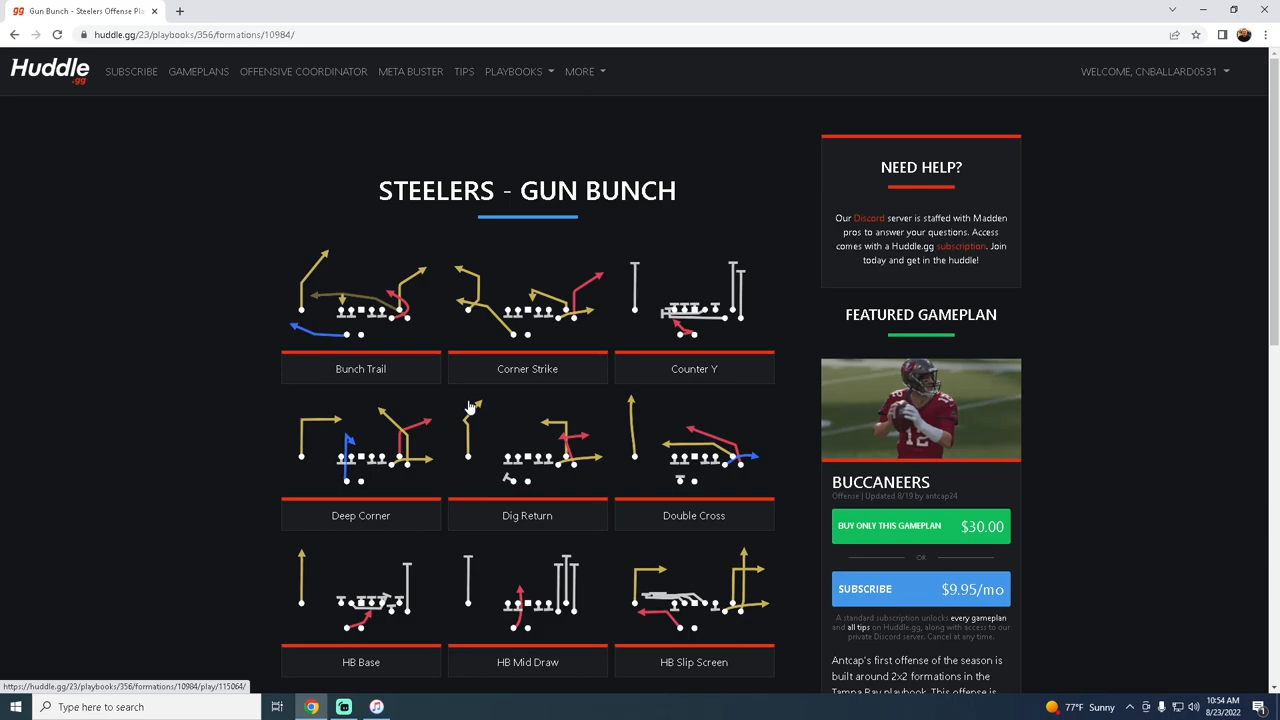 Gun Bunch - Steelers Offense Pla
huddle.gg/23/playbooks/356/formations/10984/
Huddle.gg
SUBSCRIBE GAMEPLANS OFFENSIVE COORDINATOR META BUSTER TIPS PLAYBOOKS MORE WELCOME, CNBALLARD0531
STEELERS - GUN BUNCH
Bunch Trail Corner Strike Counter Y
Deep Corner Dig Return Double Cross
HB Base HB Mid Draw HB Slip Screen
NEED HELP?
Our Discord server is staffed with Madden
pros to answer your questions. Access
comes with a Huddle.gg subscription. Join
today and get in the huddle!
FEATURED GAMEPLAN
BUCCANEERS
Offense | Updated 8/19 by antcap24
BUY ONLY THIS GAMEPLAN $30.00
OR
SUBSCRIBE $9.95/mo
A standard subscription unlocks every gameplan
and all tips on Huddle.gg, along with access to our
private Discord server. Cancel at any time.
Antcap's first offense of the season is
built around 2x2 formations in the
Tampa Bay playbook. This offense is
https://huddle.gg/23/playbooks/356/formations/10984/play/115064/
Type here to search
77°F Sunny
10:54 AM
8/23/2022